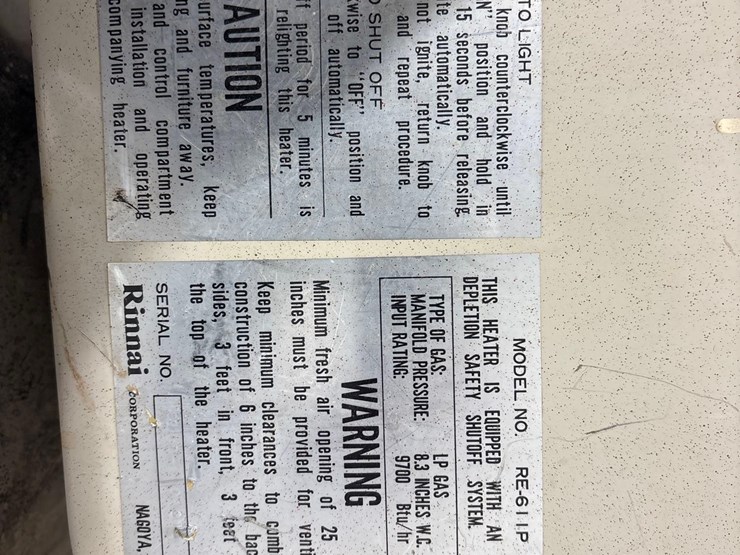 TO LIGHT
knob counterclockwise until
N" position and hold in
15 seconds before releasing.
te automatically.
not ignite, return knob to
and repeat procedure.
SHUT OFF
wise to "OFF" position and
off automatically.
ff period for 5 minutes is
relighting this heater.
AUTION
urface temperatures, keep
ng and furniture away.
and control compartment
installation and operating
companying heater.
MODEL NO. RE-611P
THIS HEATER IS EQUIPPED WITH AN
DEPLETION SAFETY SHUTOFF SYSTEM.
TYPE OF GAS: LP GAS
MANIFOLD PRESSURE: 8.3 INCHES W.C.
INPUT RATING: 9700 Btu/hr
WARNING
Minimum fresh air opening of 25
inches must be provided for venti
Keep minimum clearances to comb
construction of 6 inches to the bac
sides, 3 feet in front, 3 feet
the top of the heater.
SERIAL NO.
Rinnai CORPORATION NAGOYA,